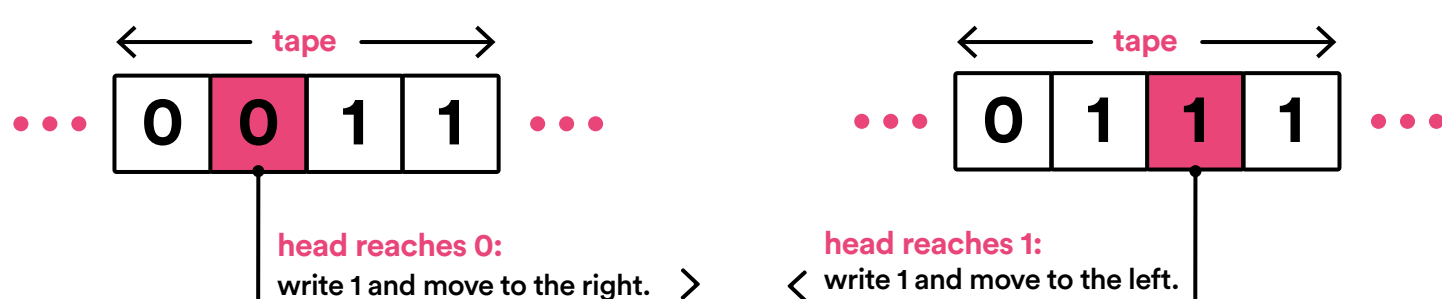 tape
0 0 1 1
head reaches 0:
write 1 and move to the right.
tape
0 1 1 1
head reaches 1:
write 1 and move to the left.